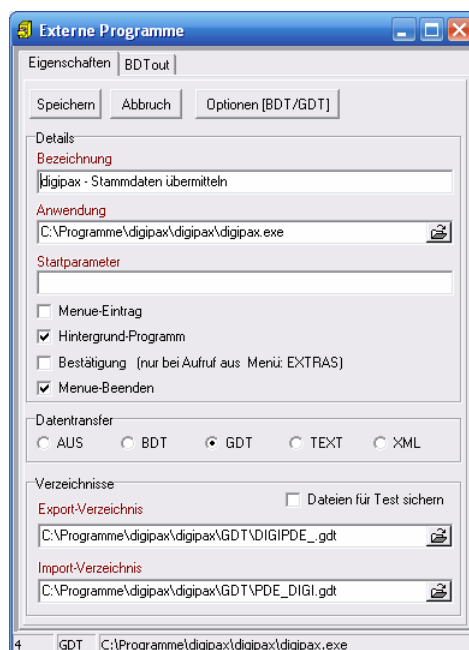 Externe Programme
Eigenschaften BDTout
Speichern Abbruch Optionen [BDT/GDT]
Details
Bezeichnung
digipax - Stammdaten übermitteln
Anwendung
C:\Programme\digipax\digipax\digipax.exe
Startparameter
Menue-Eintrag
Hintergrund-Programm
Bestätigung (nur bei Aufruf aus Menü: EXTRAS)
Menue-Beenden
Datentransfer
AUS BDT GDT TEXT XML
Verzeichnisse
Dateien für Test sichern
Export-Verzeichnis
C:\Programme\digipax\digipax\GDT\DIGIPDE_.gdt
Import-Verzeichnis
C:\Programme\digipax\digipax\GDT\PDE_DIGI.gdt
4 GDT C:\Programme\digipax\digipax\digipax.exe